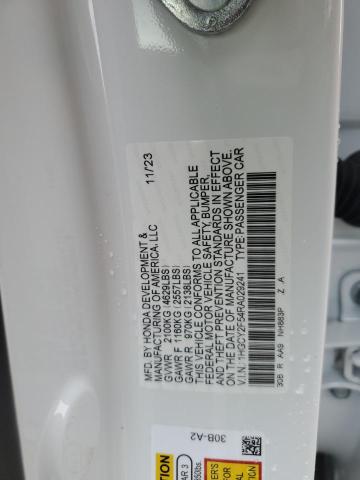 MFD. BY HONDA DEVELOPMENT & 11/23
MANUFACTURING OF AMERICA, LLC
GVWR 2100KG (4629LBS)
GAWR F 1160KG (2557LBS)
GAWR R 970KG (2138LBS)
THIS VEHICLE CONFORMS TO ALL APPLICABLE
FEDERAL MOTOR VEHICLE SAFETY, BUMPER,
AND THEFT PREVENTION STANDARDS IN EFFECT
ON THE DATE OF MANUFACTURE SHOWN ABOVE.
V.I.N. 1HGCY2F54RA029241 TYPE:PASSENGER CAR
30B R AA9 NH883P Z .A
30B-A2